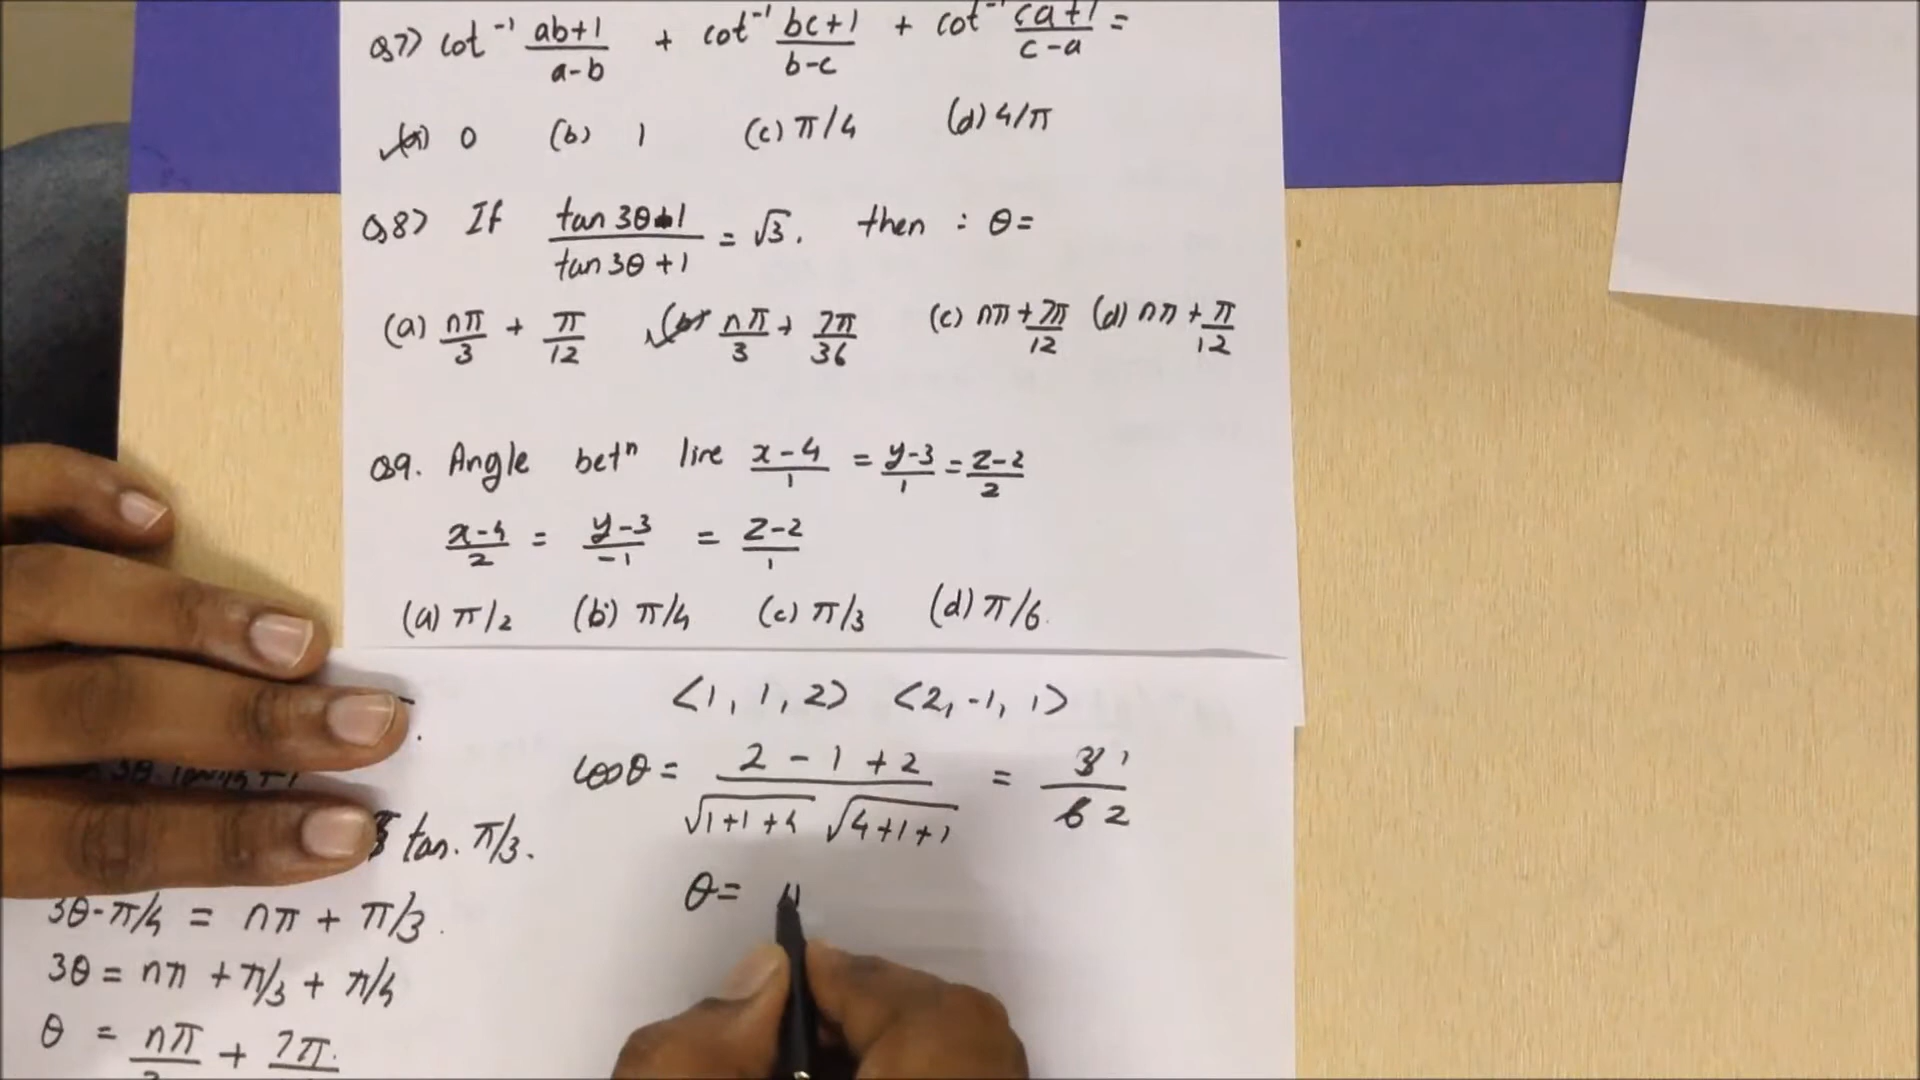 Q7) cot⁻¹ (ab+1)/(a-b) + cot⁻¹ (bc+1)/(b-c) + cot⁻¹ (ca+1)/(c-a) =
(a) 0 (b) 1 (c) π/4 (d) 4/π
Q8) If (tan 3θ-1)/(tan 3θ+1) = √3. then : θ=
(a) nπ/3 + π/12 (b) nπ/3 + 7π/36 (c) nπ + 7π/12 (d) nπ + π/12
Q9. Angle betⁿ line (x-4)/1 = (y-3)/1 = (z-2)/2
(x-4)/2 = (y-3)/-1 = (z-2)/1
(a) π/2 (b) π/4 (c) π/3 (d) π/6.
<1, 1, 2> <2, -1, 1>
cosθ = (2 - 1 + 2)/(√1+1+4 √4+1+1) = 3 1/6 2
θ=
tan. π/3.
3θ-π/4 = nπ + π/3.
3θ = nπ + π/3 + π/4
θ = nπ + 7π.